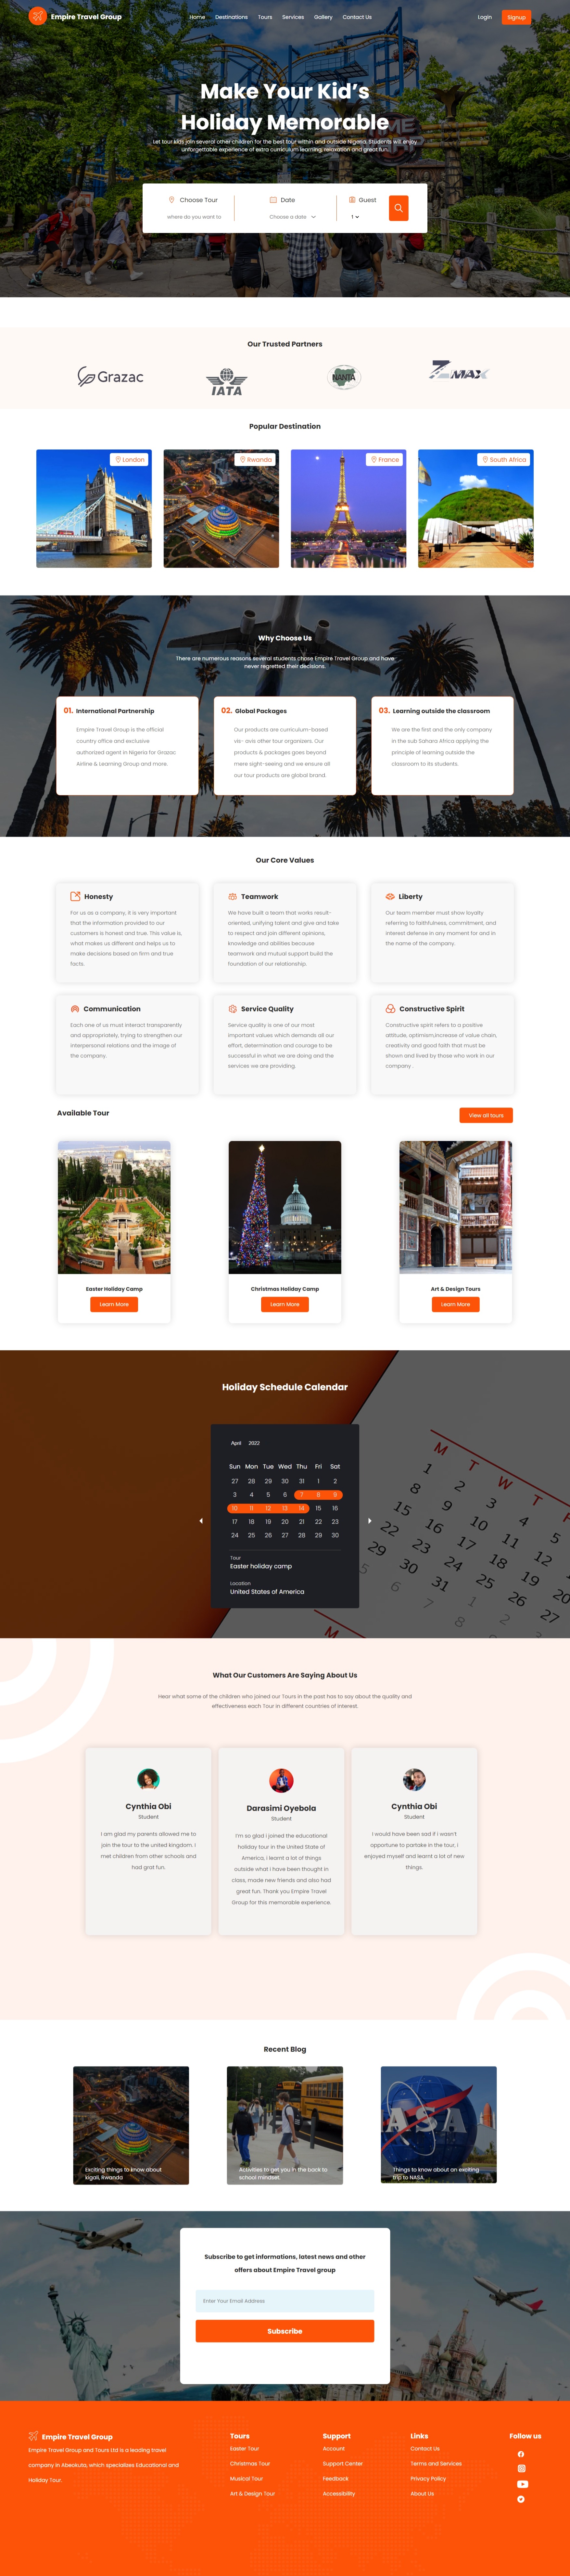 Empire Travel Group
Home Destinations Tours Services Gallery Contact Us
Login Signup
Make Your Kid's
Holiday Memorable
Let tour kids join several other children for the best tour within and outside Nigeria. Students will enjoy
unforgettable experience of extra curriculum learning, relaxation and great fun.
Choose Tour Date Guest
where do you want to Choose a date 1
Our Trusted Partners
Grazac
IATA
NANTA
ZMAX
Popular Destination
London
Rwanda
France
South Africa
Why Choose Us
There are numerous reasons several students chose Empire Travel Group and have
never regretted their decisions.
01. International Partnership
Empire Travel Group is the official
country office and exclusive
authorized agent in Nigeria for Grazac
Airline & Learning Group and more.
02. Global Packages
Our products are curriculum-based
vis- avis other tour organizers. Our
products & packages goes beyond
mere sight-seeing and we ensure all
our tour products are global brand.
03. Learning outside the classroom
We are the first and the only company
in the sub Sahara Africa applying the
principle of learning outside the
classroom to its students.
Our Core Values
Honesty
For us as a company, it is very important
that the information provided to our
customers is honest and true. This value is,
what makes us different and helps us to
make decisions based on firm and true
facts.
Teamwork
We have built a team that works result-
oriented, unifying talent and give and take
to respect and join different opinions,
knowledge and abilities because
teamwork and mutual support build the
foundation of our relationship.
Liberty
Our team member must show loyalty
referring to faithfulness, commitment, and
interest defense in any moment for and in
the name of the company.
Communication
Each one of us must interact transparently
and appropriately, trying to strengthen our
interpersonal relations and the image of
the company.
Service Quality
Service quality is one of our most
important values which demands all our
effort, determination and courage to be
successful in what we are doing and the
services we are providing.
Constructive Spirit
Constructive spirit refers to a positive
attitude, optimism,increase of value chain,
creativity and good faith that must be
shown and lived by those who work in our
company .
Available Tour
View all tours
Easter Holiday Camp
Learn More
Christmas Holiday Camp
Learn More
Art & Design Tours
Learn More
Holiday Schedule Calendar
April 2022
Sun Mon Tue Wed Thu Fri Sat
27 28 29 30 31 1 2
3 4 5 6 7 8 9
10 11 12 13 14 15 16
17 18 19 20 21 22 23
24 25 26 27 28 29 30
Tour
Easter holiday camp
Location
United States of America
What Our Customers Are Saying About Us
Hear what some of the children who joined our Tours in the past has to say about the quality and
effectiveness each Tour in different countries of interest.
Cynthia Obi
Student
I am glad my parents allowed me to
join the tour to the united kingdom. I
met children from other schools and
had grat fun.
Darasimi Oyebola
Student
I'm so glad I joined the educational
holiday tour in the United State of
America, I learnt a lot of things
outside what i have been thought in
class, made new friends and also had
great fun. Thank you Empire Travel
Group for this memorable experience.
Cynthia Obi
Student
I would have been sad if i wasn't
opportune to partake in the tour, I
enjoyed myself and learnt a lot of new
things.
Recent Blog
Exciting things to know about
kigali, Rwanda
Activities to get you in the back to
school mindset.
Things to know about an exciting
trip to NASA.
Subscribe to get informations, latest news and other
offers about Empire Travel group
Enter Your Email Address
Subscribe
Empire Travel Group
Empire Travel Group and Tours Ltd is a leading travel
company in Abeokuta, which specializes Educational and
Holiday Tour.
Tours
Easter Tour
Christmas Tour
Musical Tour
Art & Design Tour
Support
Account
Support Center
Feedback
Accessibility
Links
Contact Us
Terms and Services
Privacy Policy
About Us
Follow us